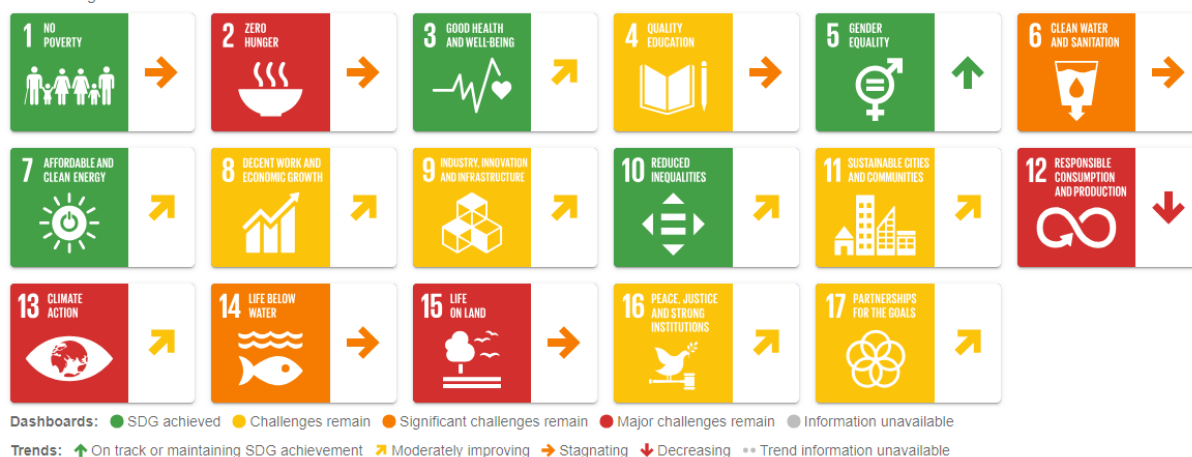 1 NO
POVERTY
2 ZERO
HUNGER
3 GOOD HEALTH
AND WELL-BEING
4 QUALITY
EDUCATION
5 GENDER
EQUALITY
6 CLEAN WATER
AND SANITATION
7 AFFORDABLE AND
CLEAN ENERGY
8 DECENT WORK AND
ECONOMIC GROWTH
9 INDUSTRY, INNOVATION
AND INFRASTRUCTURE
10 REDUCED
INEQUALITIES
11 SUSTAINABLE CITIES
AND COMMUNITIES
12 RESPONSIBLE
CONSUMPTION
AND PRODUCTION
13 CLIMATE
ACTION
14 LIFE BELOW
WATER
15 LIFE
ON LAND
16 PEACE, JUSTICE
AND STRONG
INSTITUTIONS
17 PARTNERSHIPS
FOR THE GOALS
Dashboards: SDG achieved Challenges remain Significant challenges remain Major challenges remain Information unavailable
Trends: On track or maintaining SDG achievement Moderately improving Stagnating Decreasing Trend information unavailable